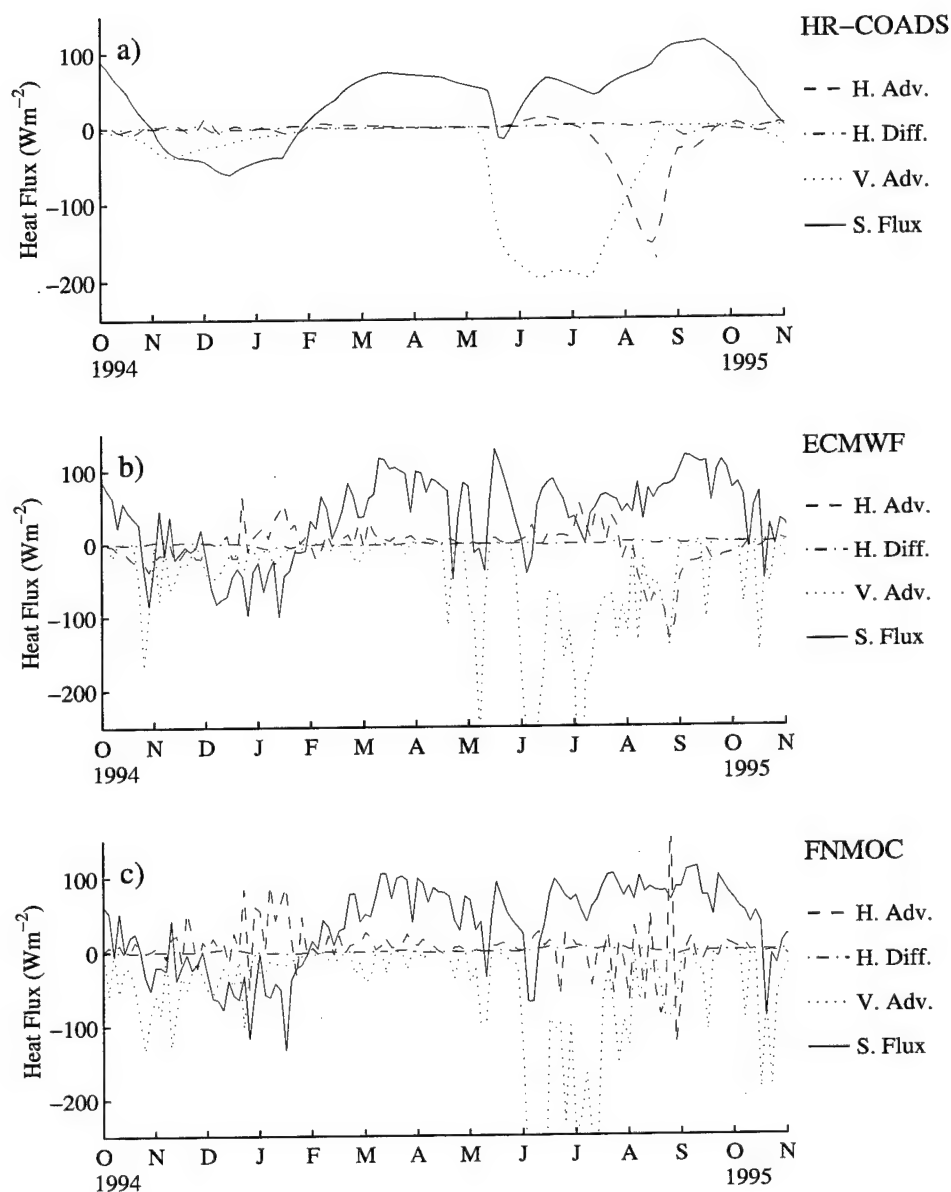 HR–COADS
a)
100
0
−100
−200
Heat Flux (Wm⁻²)
H. Adv.
H. Diff.
V. Adv.
S. Flux
O N D J F M A M J J A S O N
1994 1995
ECMWF
b)
100
0
−100
−200
Heat Flux (Wm⁻²)
H. Adv.
H. Diff.
V. Adv.
S. Flux
O N D J F M A M J J A S O N
1994 1995
FNMOC
c)
100
0
−100
−200
Heat Flux (Wm⁻²)
H. Adv.
H. Diff.
V. Adv.
S. Flux
O N D J F M A M J J A S O N
1994 1995